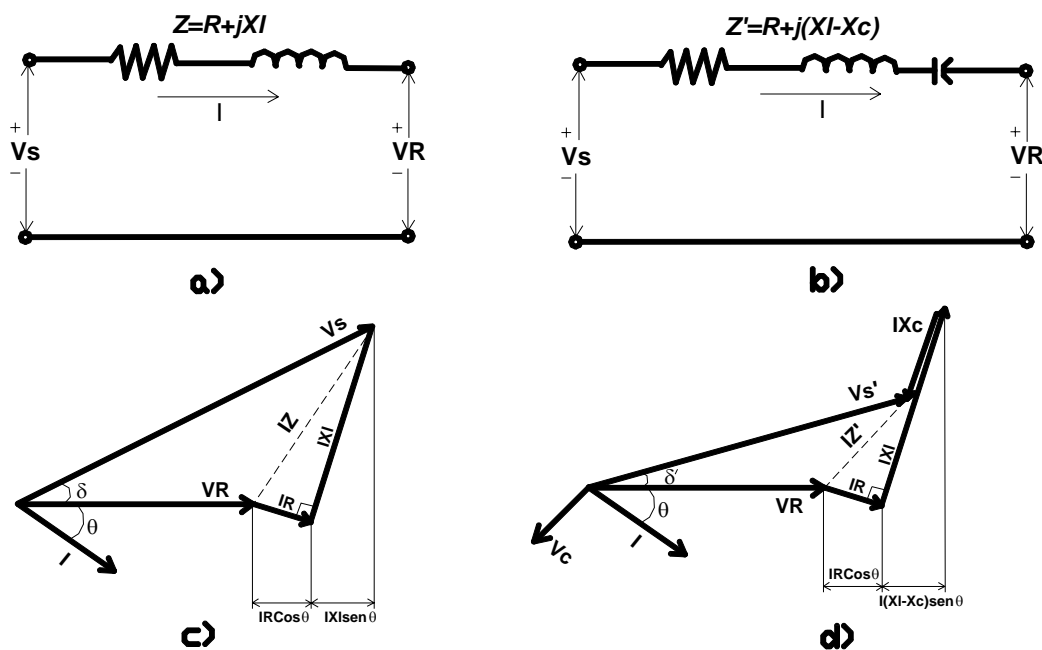 Z=R+jXl
+
Vs
−
I
+
VR
−
a)
Z'=R+j(Xl-Xc)
+
Vs
−
I
+
VR
−
b)
Vs
IZ
IXl
VR
IR
δ
θ
I
IRCosθ
IXlsenθ
c)
IXc
Vs'
IZ'
IXl
δ'
VR
IR
θ
I
Vc
IRCosθ
I(Xl-Xc)senθ
d)